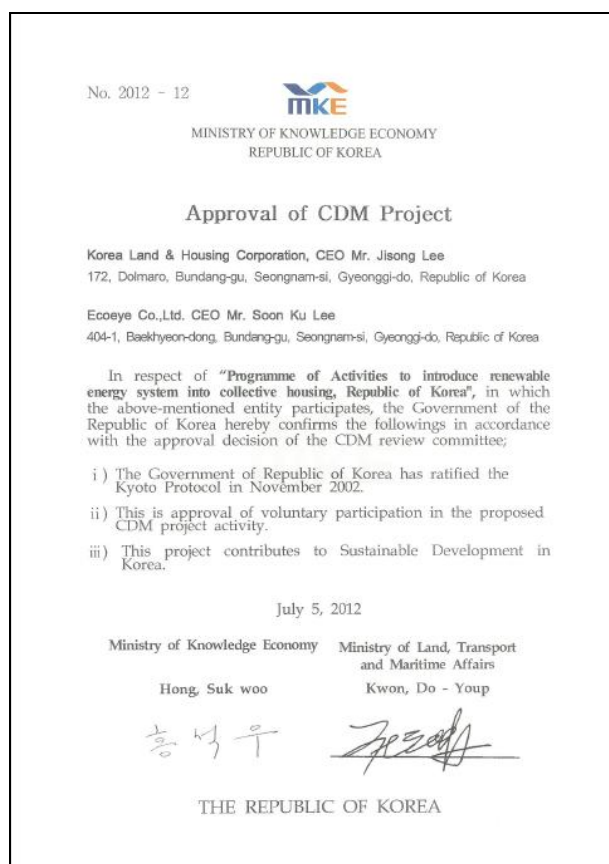 No. 2012 - 12
MKE
MINISTRY OF KNOWLEDGE ECONOMY
REPUBLIC OF KOREA
Approval of CDM Project
Korea Land & Housing Corporation, CEO Mr. Jisong Lee
172, Dolmaro, Bundang-gu, Seongnam-si, Gyeonggi-do, Republic of Korea
Ecoeye Co.,Ltd. CEO Mr. Soon Ku Lee
404-1, Baekhyeon-dong, Bundang-gu, Seongnam-si, Gyeonggi-do, Republic of Korea
In respect of "Programme of Activities to introduce renewable
energy system into collective housing, Republic of Korea", in which
the above-mentioned entity participates, the Government of the
Republic of Korea hereby confirms the followings in accordance
with the approval decision of the CDM review committee;
i ) The Government of Republic of Korea has ratified the
Kyoto Protocol in November 2002.
ii) This is approval of voluntary participation in the proposed
CDM project activity.
iii) This project contributes to Sustainable Development in
Korea.
July 5, 2012
Ministry of Knowledge Economy
Ministry of Land, Transport
and Maritime Affairs
Hong, Suk woo
Kwon, Do - Youp
홍석우
THE REPUBLIC OF KOREA